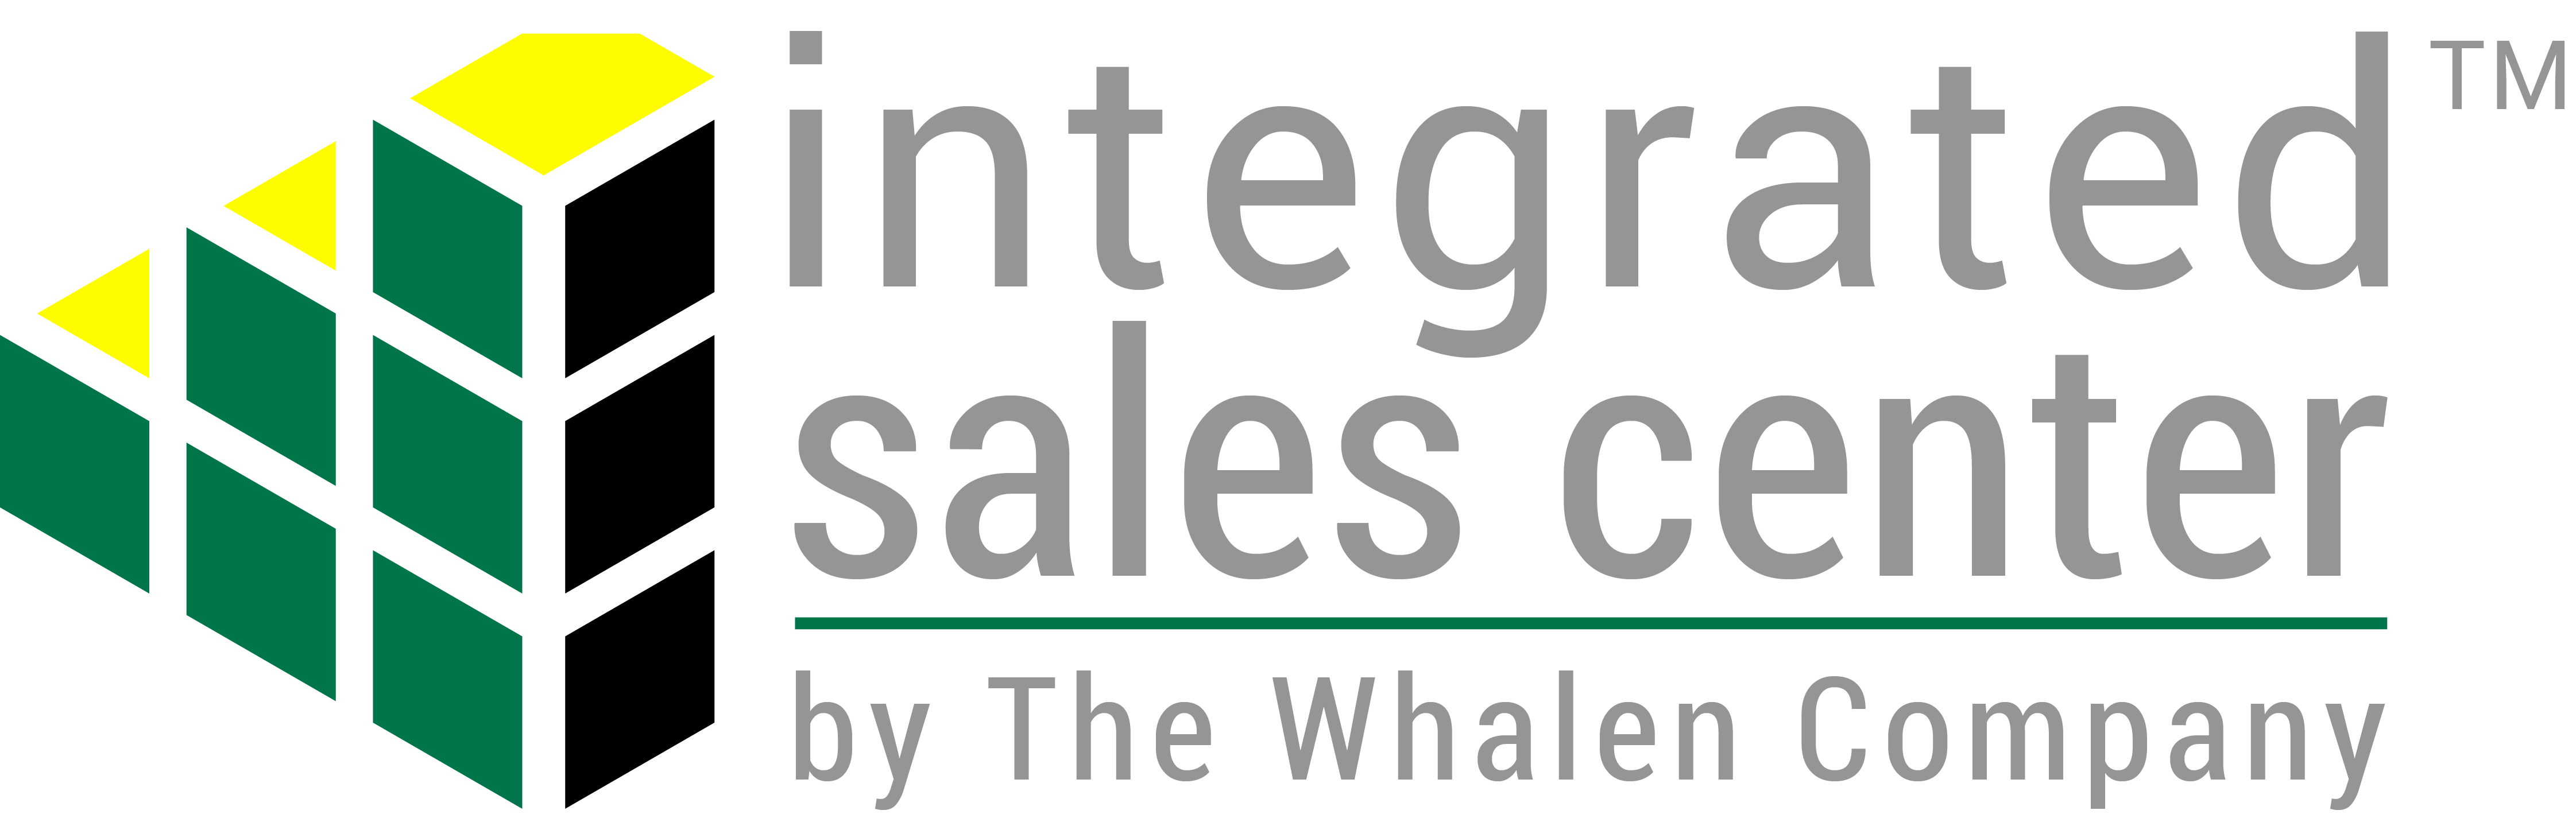 integrated™
sales center
by The Whalen Company